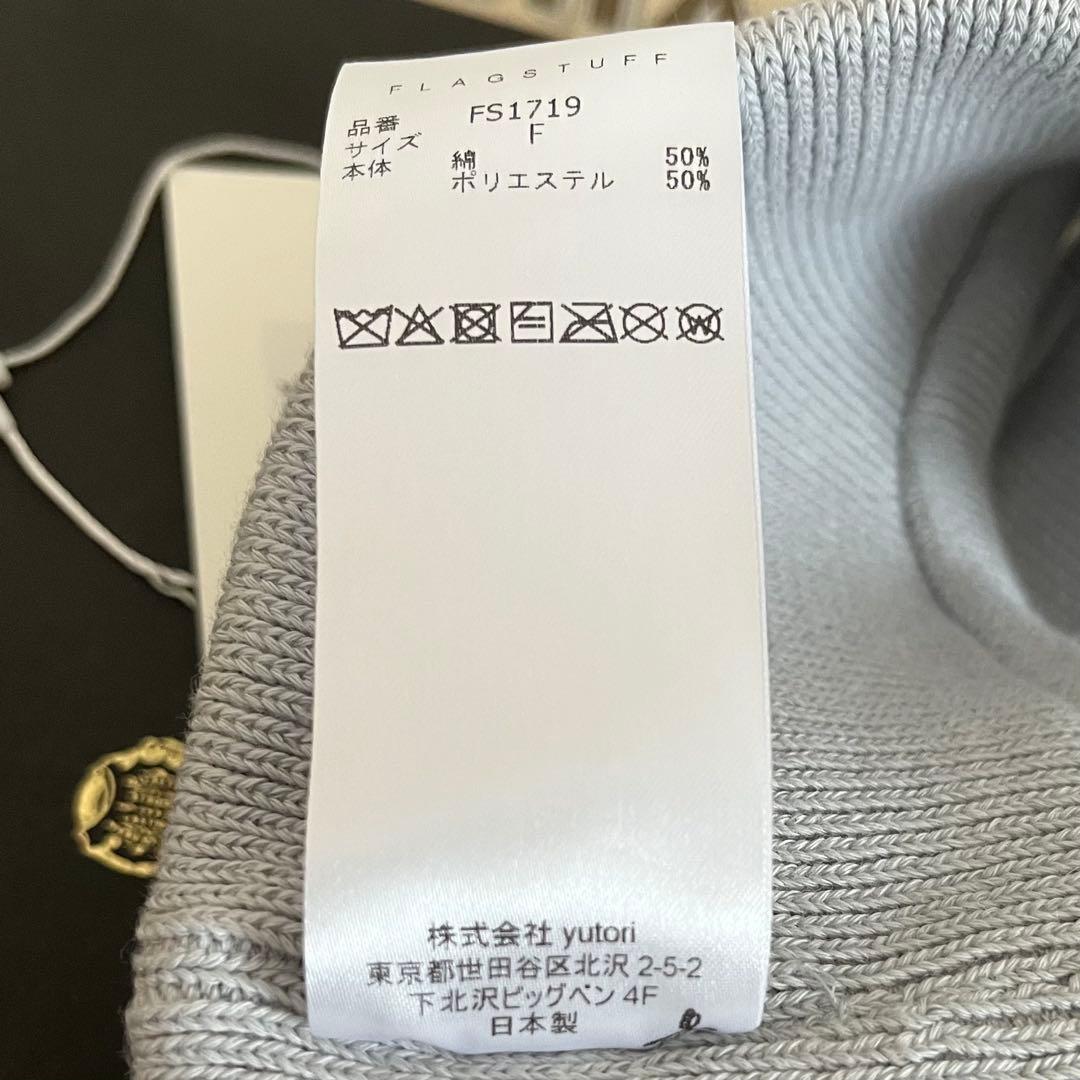 FLAGSTUFF
品番 FS1719
サイズ F
本体 綿 50%
ポリエステル 50%
W
株式会社 yutori
東京都世田谷区北沢 2-5-2
下北沢ビッグベン 4F
日本製